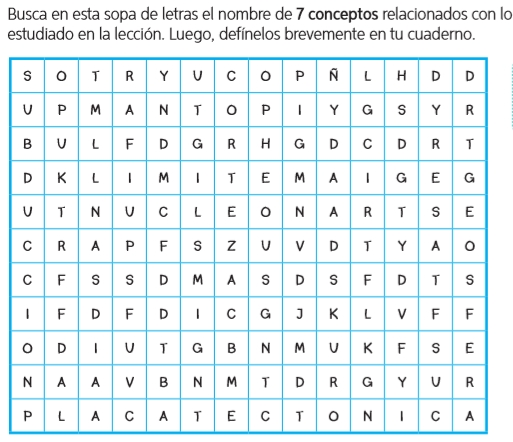 Busca en esta sopa de letras el nombre de 7 conceptos relacionados con lo
estudiado en la lección. Luego, defínelos brevemente en tu cuaderno.
S O T R Y U C O P Ñ L H D D
U P M A N T O P I Y G S Y R
B U L F D G R H G D C D R T
D K L I M I T E M A I G E G
U T N U C L E O N A R T S E
C R A P F S Z U V D T Y A O
C F S S D M A S D S F D T S
I F D F D I C G J K L V F F
O D I U T G B N M U K F S E
N A A V B N M T D R G Y U R
P L A C A T E C T O N I C A